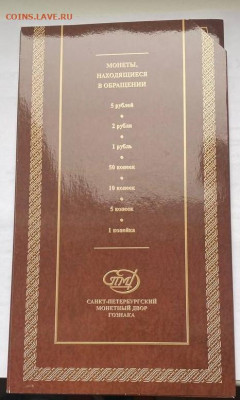 COINS.LAVE.RU
МОНЕТЫ,
НАХОДЯЩИЕСЯ
В ОБРАЩЕНИИ
5 рублей
2 рубля
1 рубль
50 копеек
10 копеек
5 копеек
1 копейка
САНКТ-ПЕТЕРБУРГСКИЙ
МОНЕТНЫЙ ДВОР
ГОЗНАКА